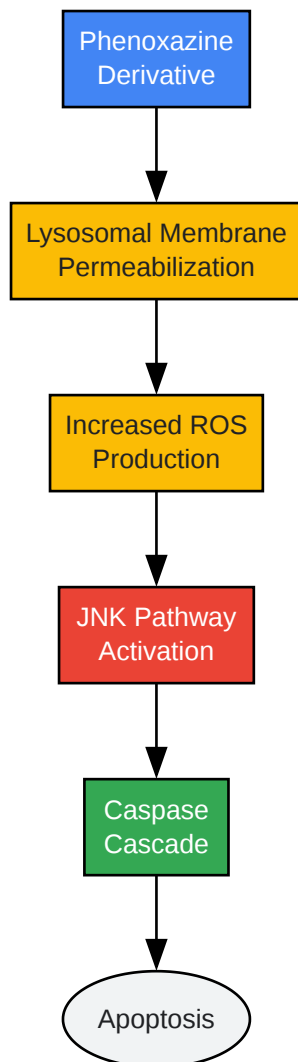 Phenoxazine
Derivative
Lysosomal Membrane
Permeabilization
Increased ROS
Production
JNK Pathway
Activation
Caspase
Cascade
Apoptosis